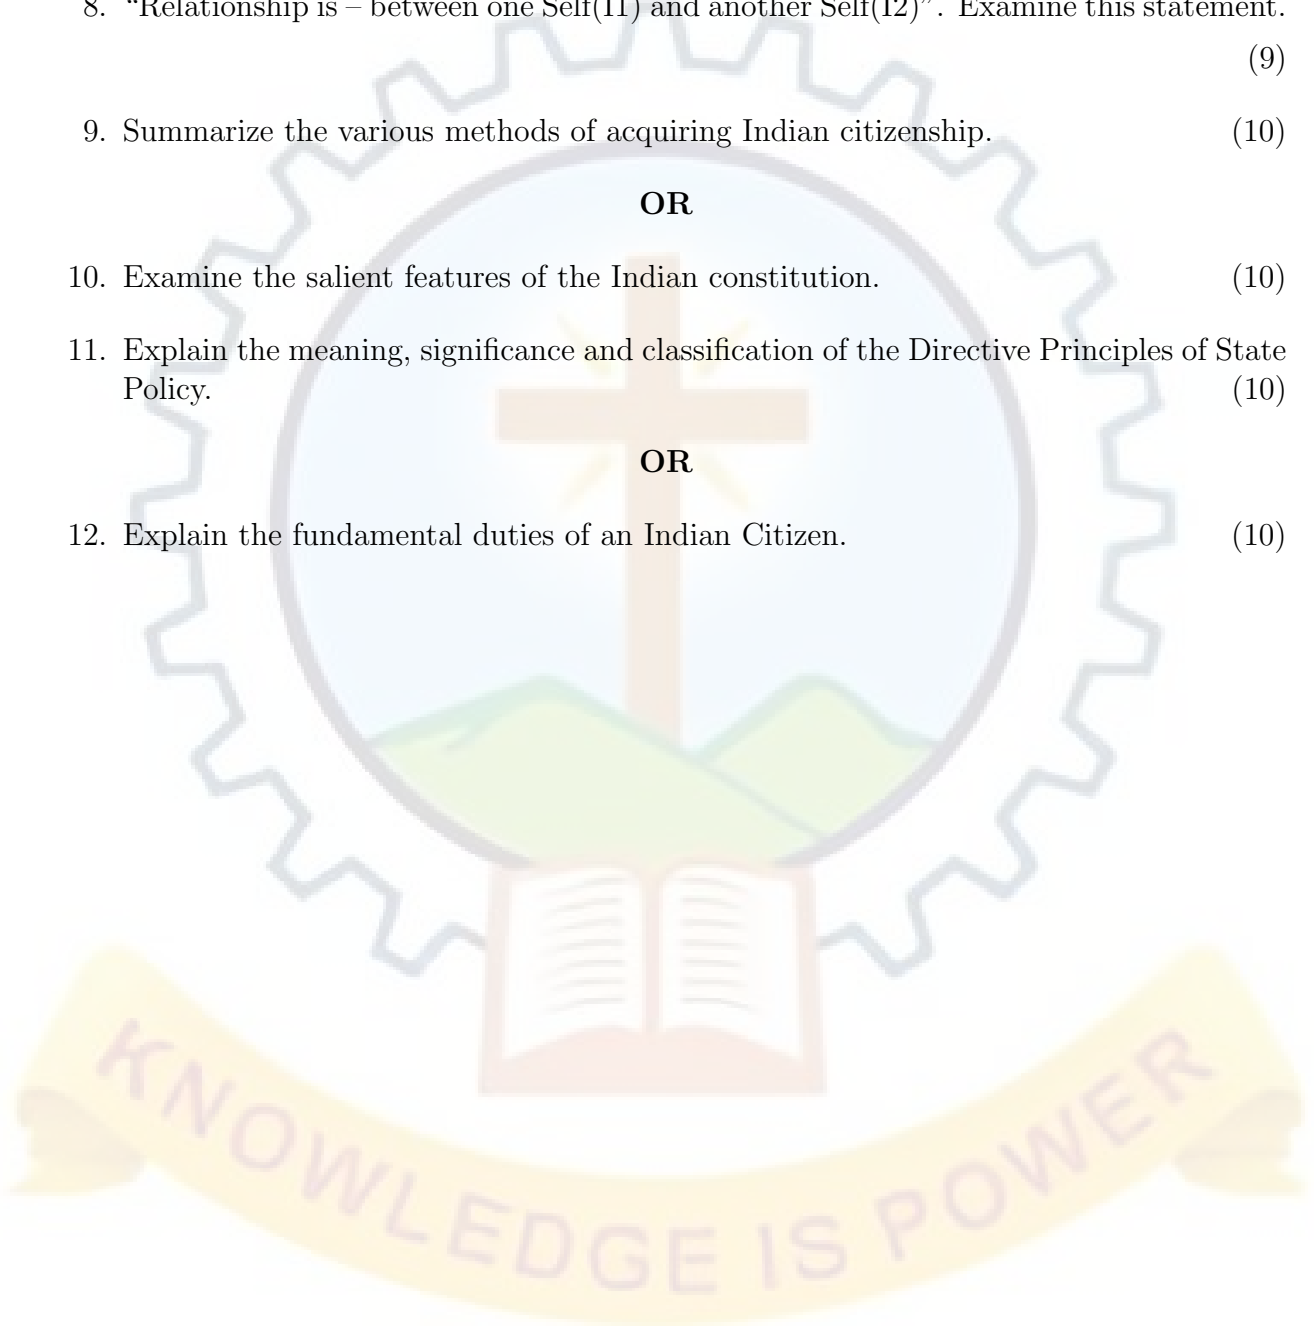 8. “Relationship is – between one Self(I1) and another Self(I2)”. Examine this statement.
(9)
9. Summarize the various methods of acquiring Indian citizenship. (10)
OR
10. Examine the salient features of the Indian constitution. (10)
11. Explain the meaning, significance and classification of the Directive Principles of State
Policy. (10)
OR
12. Explain the fundamental duties of an Indian Citizen. (10)
KNOWLEDGE IS POWER